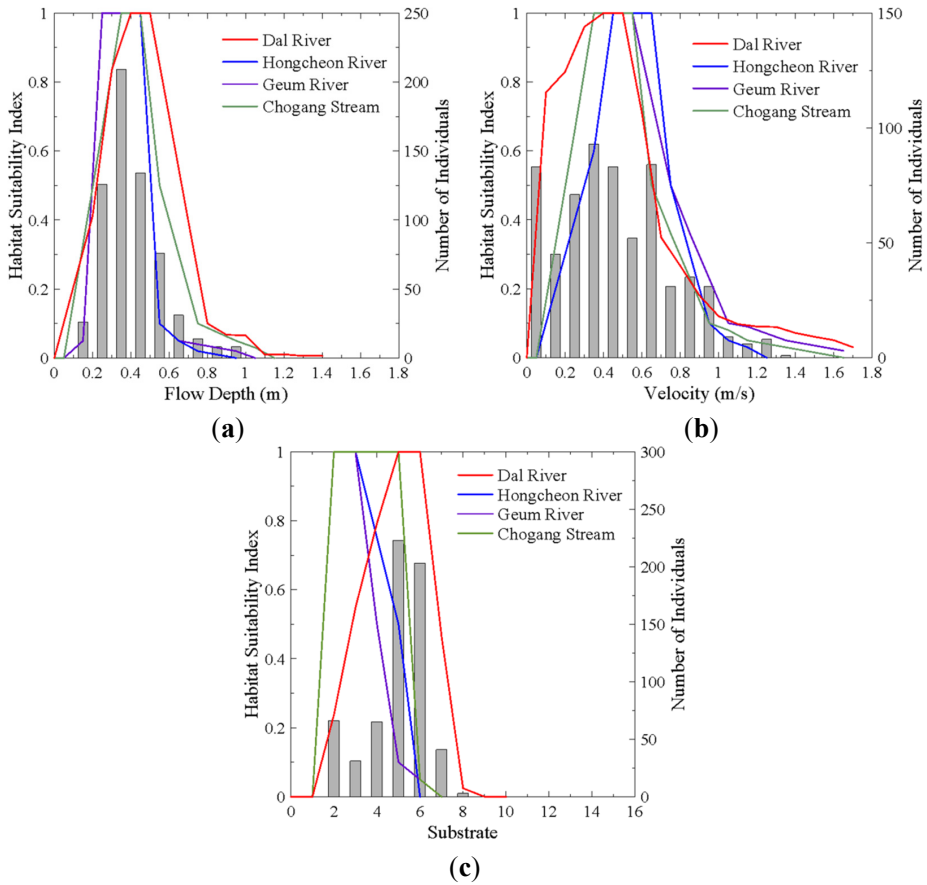 Dal River
Hongcheon River
Geum River
Chogang Stream
1
0.8
0.6
0.4
0.2
0
Habitat Suitability Index
250
200
150
100
50
0
Number of Individuals
0 0.2 0.4 0.6 0.8 1.0 1.2 1.4 1.6 1.8
Flow Depth (m)
(a)
Dal River
Hongcheon River
Geum River
Chogang Stream
1
0.8
0.6
0.4
0.2
0
Habitat Suitability Index
150
100
50
0
Number of Individuals
0 0.2 0.4 0.6 0.8 1.0 1.2 1.4 1.6 1.8
Velocity (m/s)
(b)
Dal River
Hongcheon River
Geum River
Chogang Stream
1
0.8
0.6
0.4
0.2
0
Habitat Suitability Index
300
250
200
150
100
50
0
Number of Individuals
0 2 4 6 8 10 12 14 16
Substrate
(c)